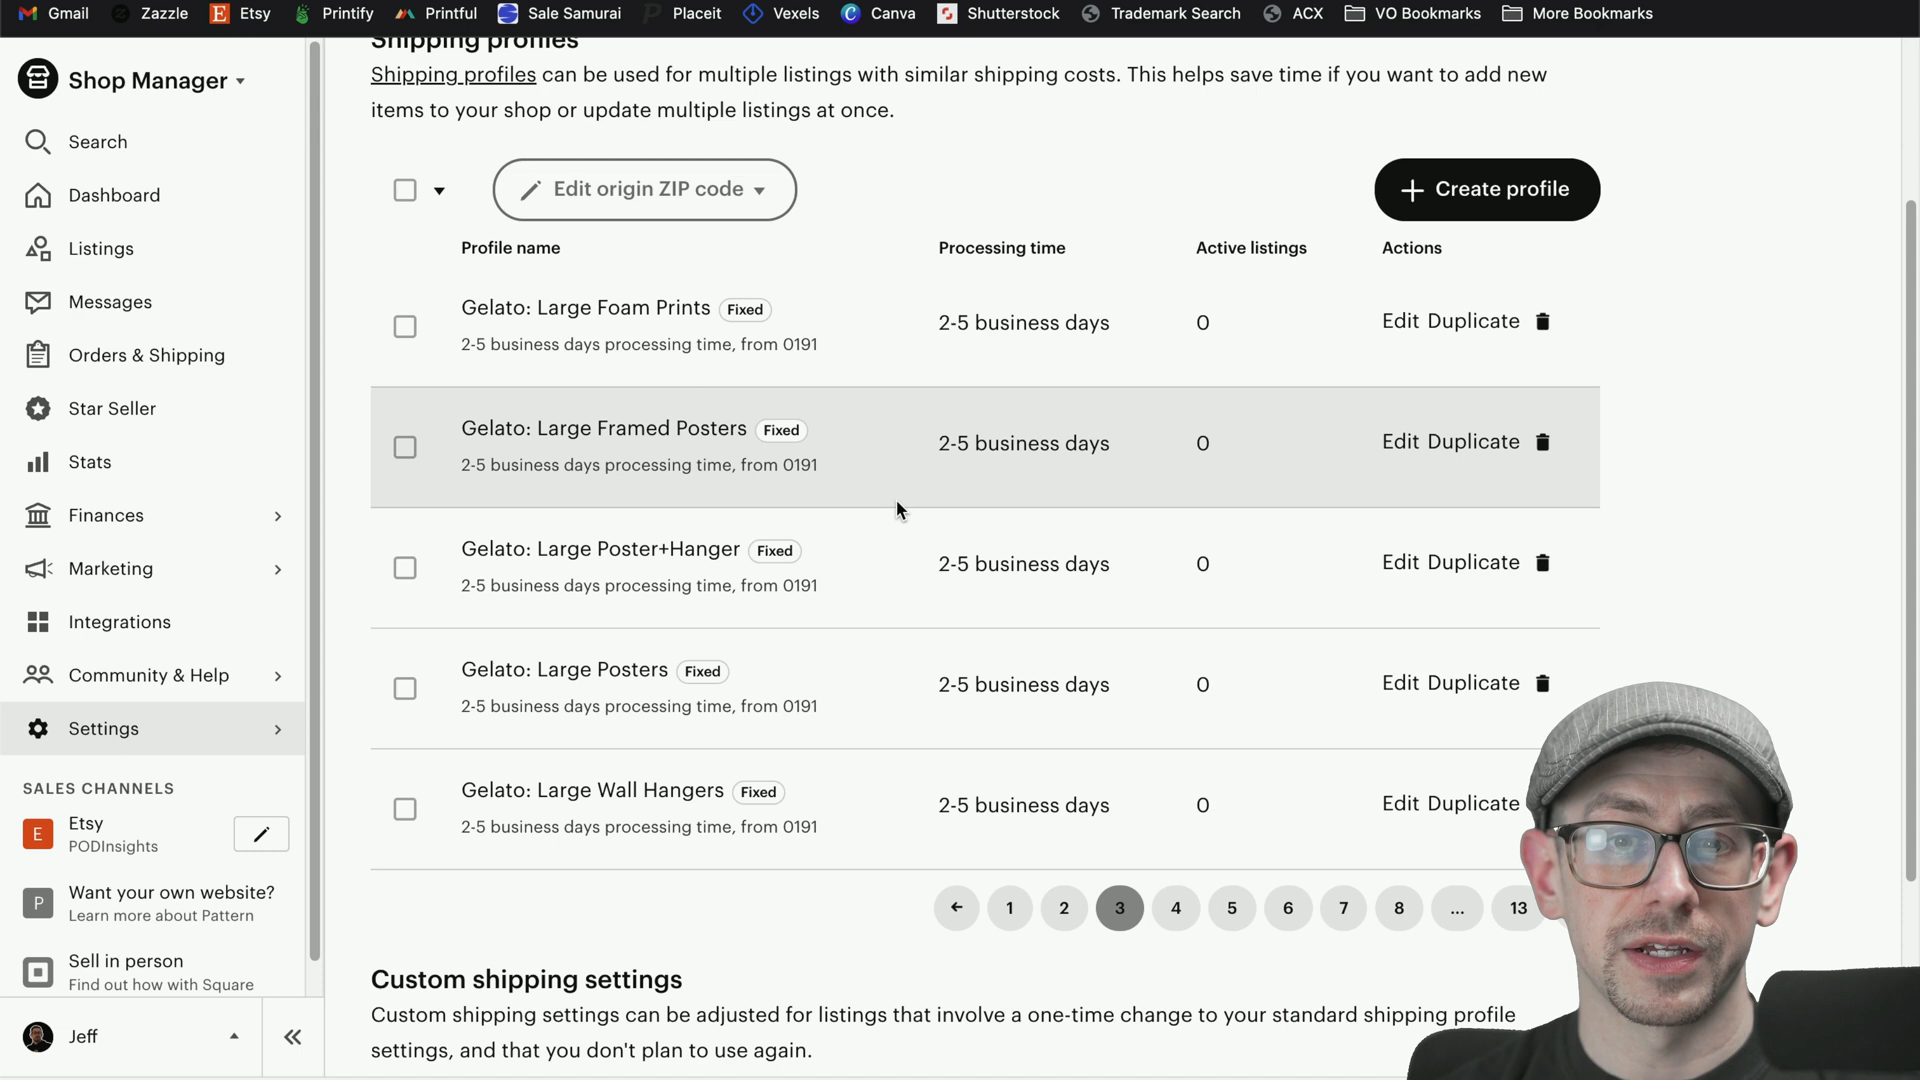 Gmail Zazzle Etsy Printify Printful Sale Samurai Placeit Vexels Canva Shutterstock Trademark Search ACX VO Bookmarks More Bookmarks
Shop Manager
Search
Dashboard
Listings
Messages
Orders & Shipping
Star Seller
Stats
Finances
Marketing
Integrations
Community & Help
Settings
SALES CHANNELS
E
Etsy
PODInsights
P
Want your own website?
Learn more about Pattern
Sell in person
Find out how with Square
Jeff
Shipping profiles
Shipping profiles can be used for multiple listings with similar shipping costs. This helps save time if you want to add new
items to your shop or update multiple listings at once.
Edit origin ZIP code
Create profile
Profile name Processing time Active listings Actions
Gelato: Large Foam Prints Fixed
2-5 business days processing time, from 0191
2-5 business days 0 Edit Duplicate
Gelato: Large Framed Posters Fixed
2-5 business days processing time, from 0191
2-5 business days 0 Edit Duplicate
Gelato: Large Poster+Hanger Fixed
2-5 business days processing time, from 0191
2-5 business days 0 Edit Duplicate
Gelato: Large Posters Fixed
2-5 business days processing time, from 0191
2-5 business days 0 Edit Duplicate
Gelato: Large Wall Hangers Fixed
2-5 business days processing time, from 0191
2-5 business days 0 Edit Duplicate
1 2 3 4 5 6 7 8 ... 13
Custom shipping settings
Custom shipping settings can be adjusted for listings that involve a one-time change to your standard shipping profile
settings, and that you don't plan to use again.